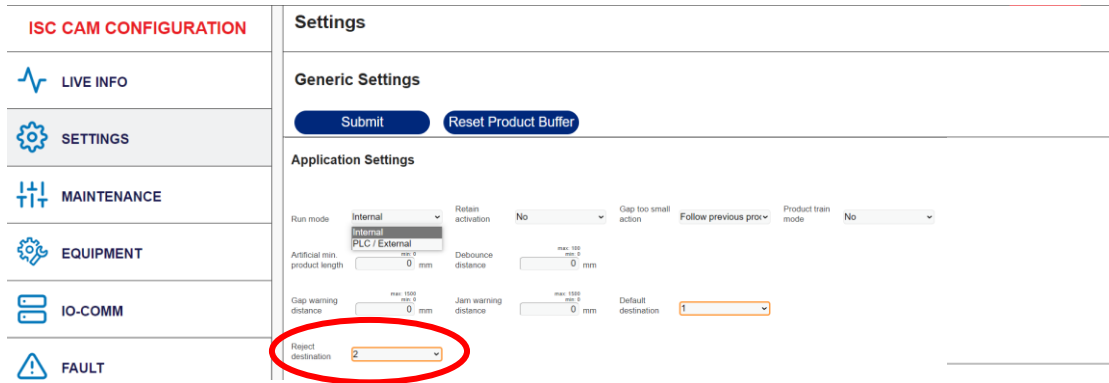 ISC CAM CONFIGURATION
LIVE INFO
SETTINGS
MAINTENANCE
EQUIPMENT
IO-COMM
FAULT
Settings
Generic Settings
Submit Reset Product Buffer
Application Settings
Run mode Internal Retain activation No Gap too small action Follow previous proc Product train mode No
Internal
PLC / External
Artificial min. product length min: 0 0 mm Debounce distance max: 100 min: 0 0 mm
Gap warning distance max: 1500 min: 0 0 mm Jam warning distance max: 1500 min: 0 0 mm Default destination 1
Reject destination 2